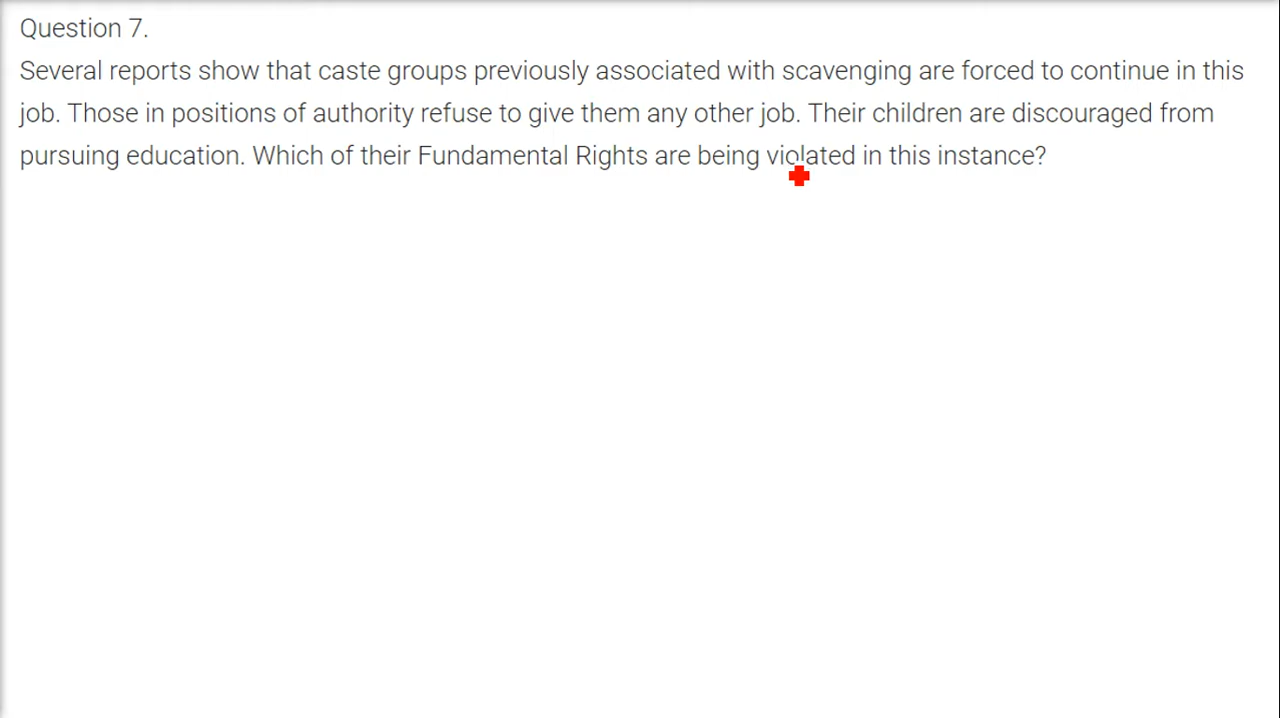 Question 7.
Several reports show that caste groups previously associated with scavenging are forced to continue in this
job. Those in positions of authority refuse to give them any other job. Their children are discouraged from
pursuing education. Which of their Fundamental Rights are being violated in this instance?